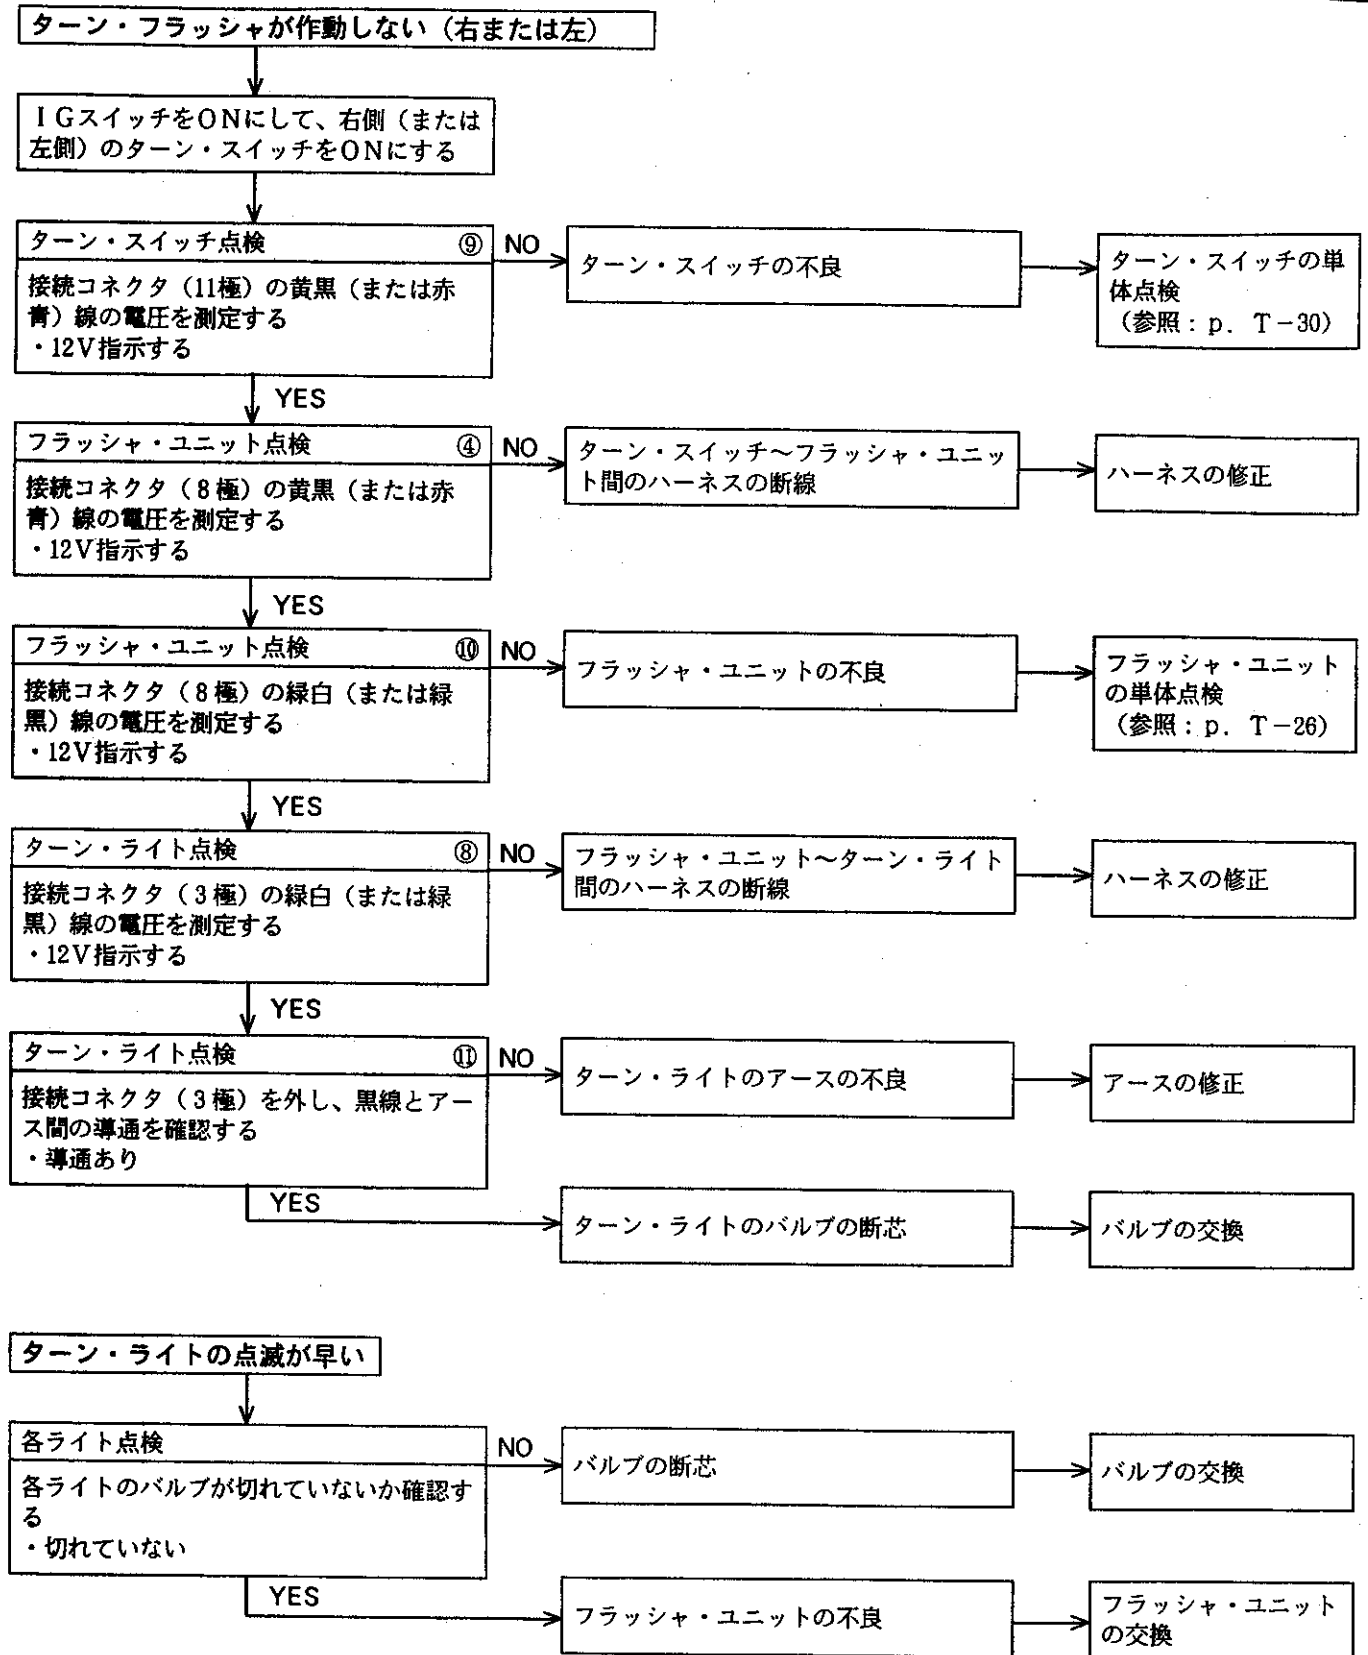 ターン・フラッシャが作動しない（右または左）
ＩＧスイッチをＯＮにして、右側（または
左側）のターン・スイッチをＯＮにする
ターン・スイッチ点検 ⑨
接続コネクタ（11極）の黄黒（または赤
青）線の電圧を測定する
・12V指示する
NO
ターン・スイッチの不良
ターン・スイッチの単
体点検
（参照：p．T－30）
YES
フラッシャ・ユニット点検 ④
接続コネクタ（８極）の黄黒（または赤
青）線の電圧を測定する
・12V指示する
NO
ターン・スイッチ～フラッシャ・ユニッ
ト間のハーネスの断線
ハーネスの修正
YES
フラッシャ・ユニット点検 ⑩
接続コネクタ（８極）の緑白（または緑
黒）線の電圧を測定する
・12V指示する
NO
フラッシャ・ユニットの不良
フラッシャ・ユニット
の単体点検
（参照：p．T－26）
YES
ターン・ライト点検 ⑧
接続コネクタ（３極）の緑白（または緑
黒）線の電圧を測定する
・12V指示する
NO
フラッシャ・ユニット～ターン・ライト
間のハーネスの断線
ハーネスの修正
YES
ターン・ライト点検 ⑪
接続コネクタ（３極）を外し、黒線とアー
ス間の導通を確認する
・導通あり
NO
ターン・ライトのアースの不良
アースの修正
YES
ターン・ライトのバルブの断芯
バルブの交換
ターン・ライトの点滅が早い
各ライト点検
各ライトのバルブが切れていないか確認す
る
・切れていない
NO
バルブの断芯
バルブの交換
YES
フラッシャ・ユニットの不良
フラッシャ・ユニット
の交換